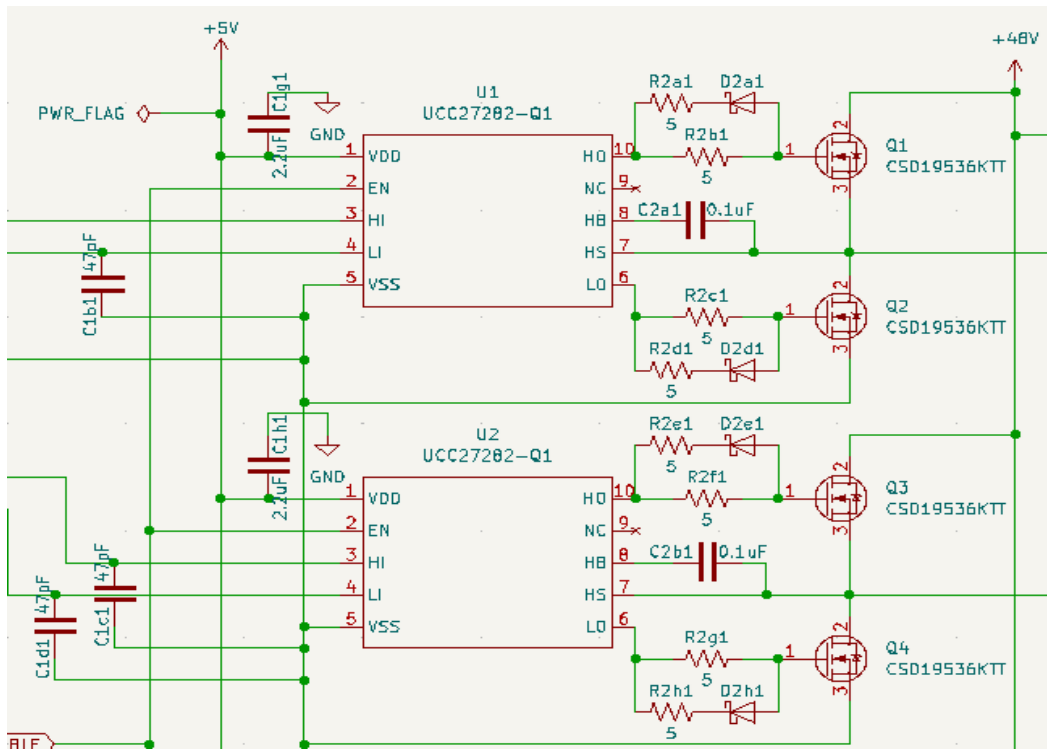 +5V
+48V
PWR_FLAG
C1g1
2.2uF
GND
U1
UCC27282-Q1
1 VDD
2 EN
3 HI
4 LI
5 VSS
HO 10
NC 9
HB 8
HS 7
LO 6
R2a1
5
D2a1
R2b1
5
C2a1
0.1uF
R2c1
5
R2d1
5
D2d1
1
2
3
Q1
CSD19536KTT
1
2
3
Q2
CSD19536KTT
47pF
C1b1
C1h1
2.2uF
GND
U2
UCC27282-Q1
1 VDD
2 EN
3 HI
4 LI
5 VSS
HO 10
NC 9
HB 8
HS 7
LO 6
R2e1
5
D2e1
R2f1
5
C2b1
0.1uF
R2g1
5
R2h1
5
D2h1
1
2
3
Q3
CSD19536KTT
1
2
3
Q4
CSD19536KTT
47pF
C1c1
47pF
C1d1